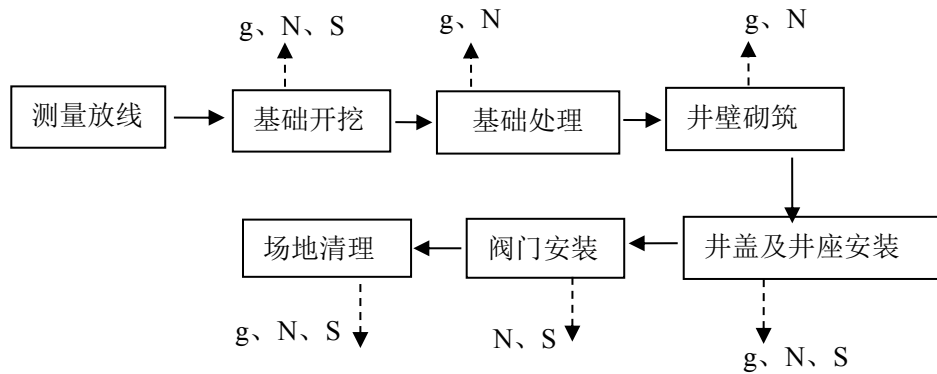 g、N、S
g、N
g、N
测量放线
基础开挖
基础处理
井壁砌筑
场地清理
阀门安装
井盖及井座安装
g、N、S
N、S
g、N、S